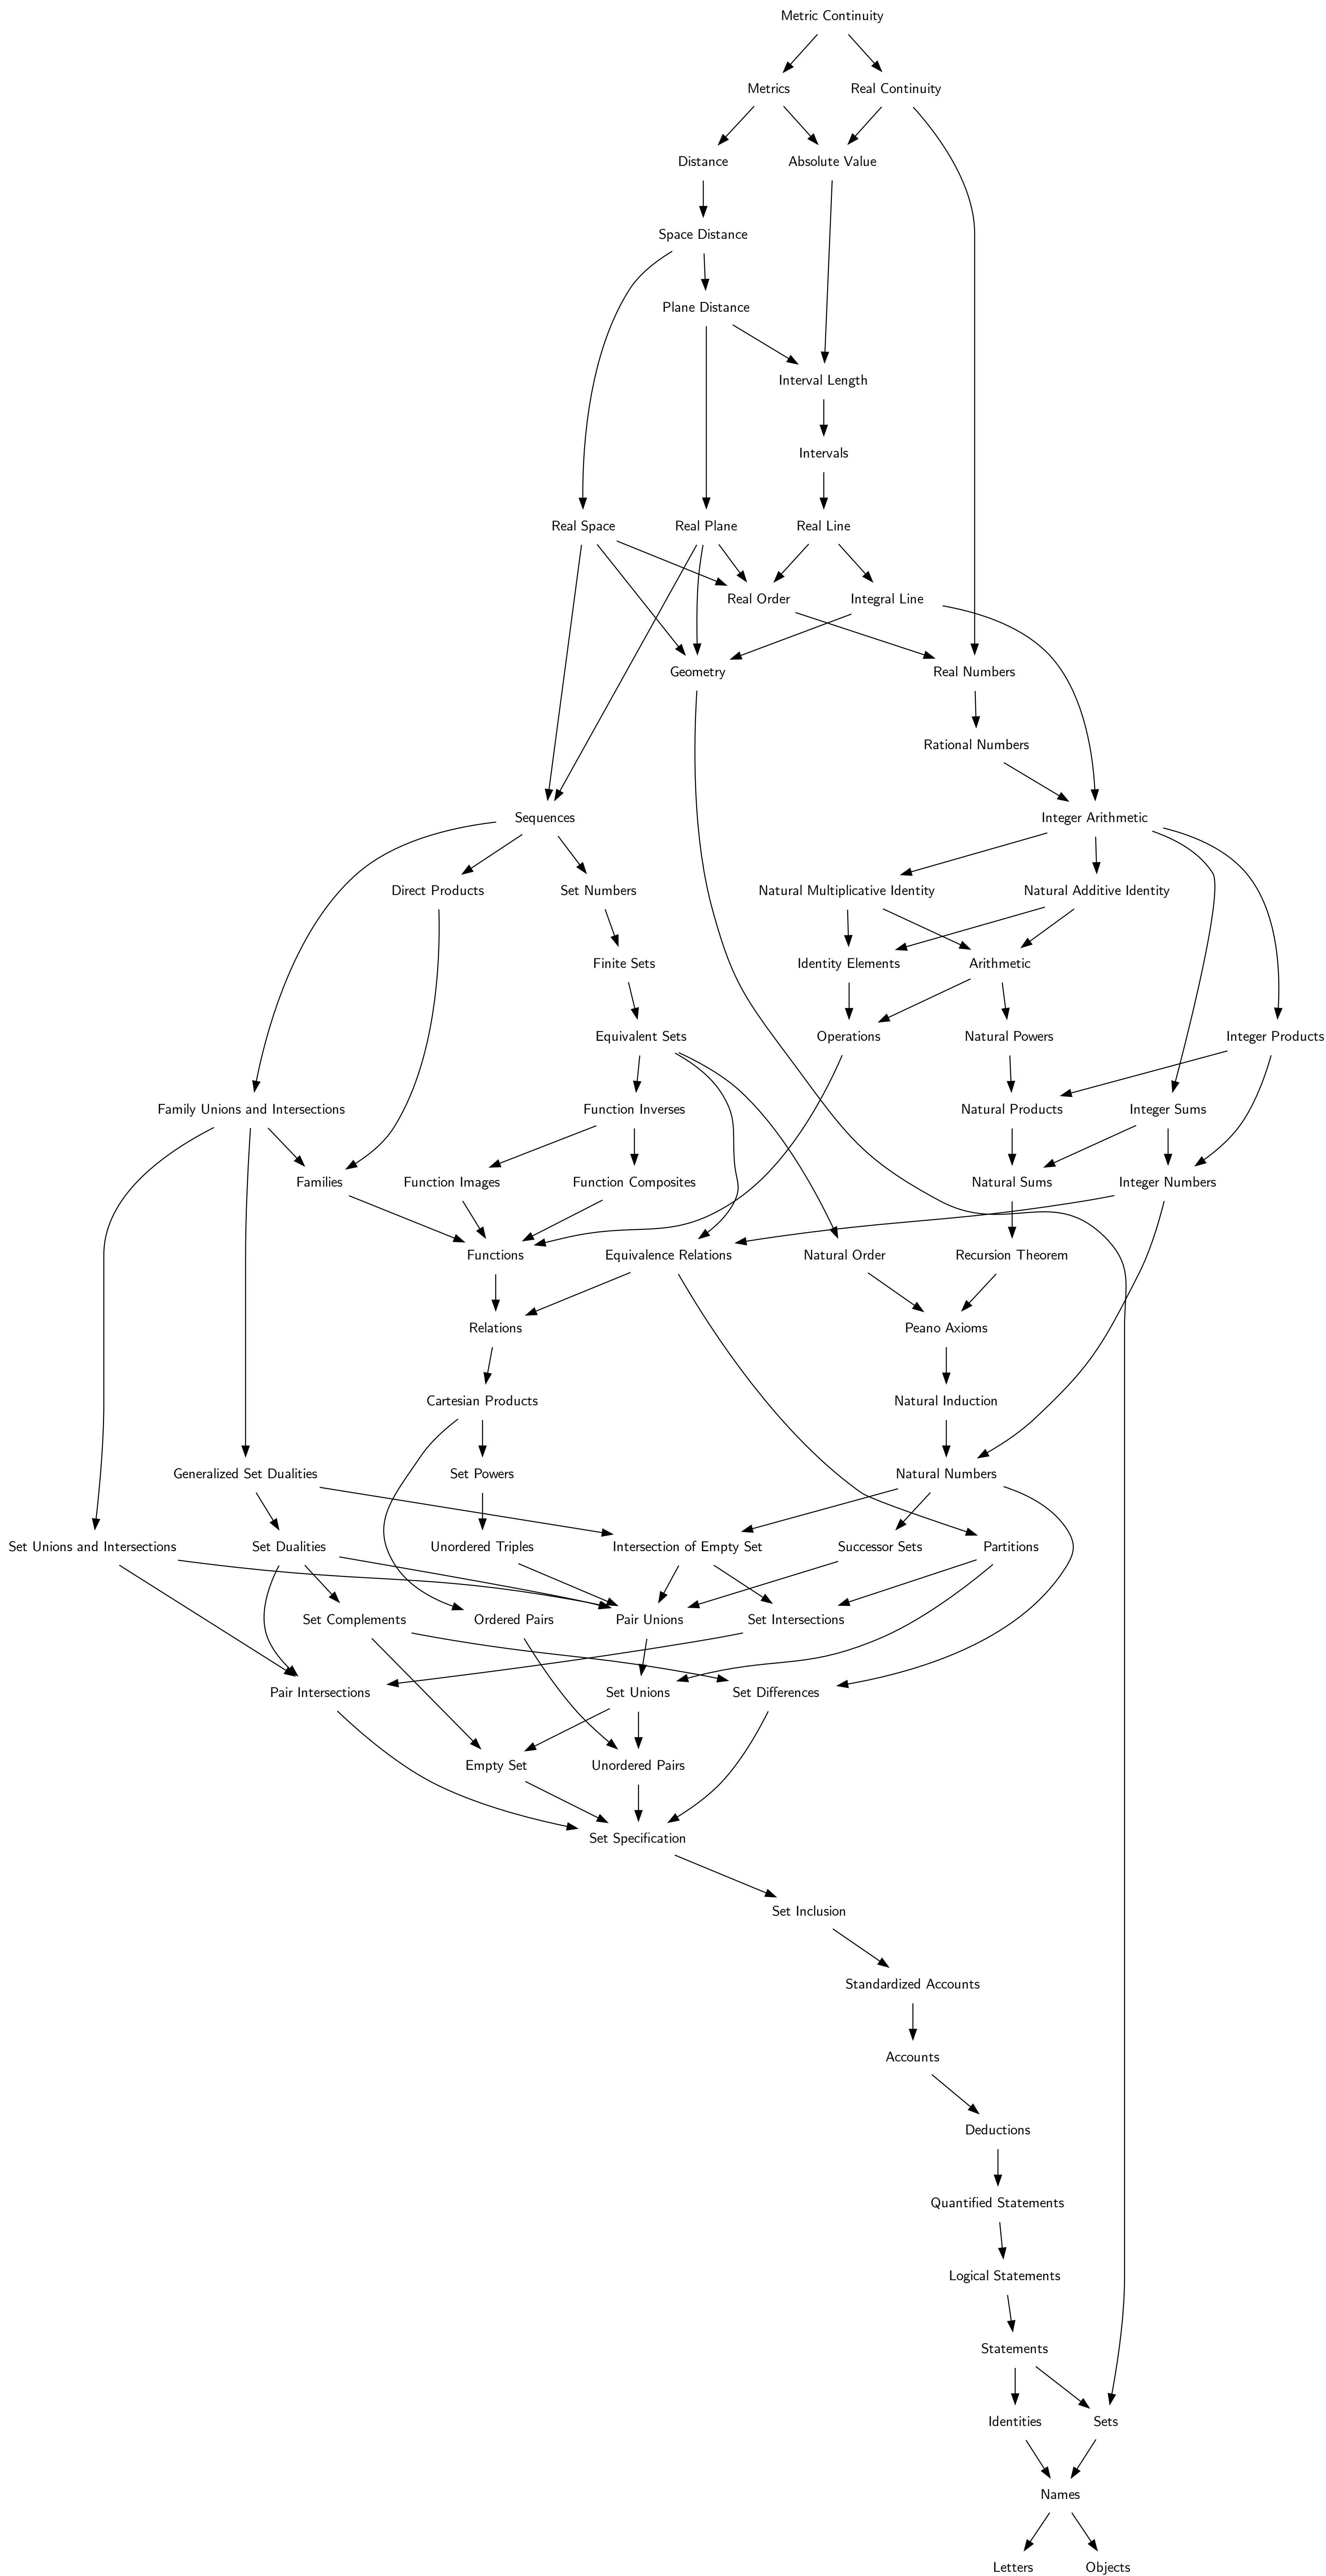 Metric Continuity
Metrics
Real Continuity
Distance
Absolute Value
Space Distance
Plane Distance
Interval Length
Intervals
Real Space
Real Plane
Real Line
Real Order
Integral Line
Geometry
Real Numbers
Rational Numbers
Sequences
Integer Arithmetic
Direct Products
Set Numbers
Natural Multiplicative Identity
Natural Additive Identity
Finite Sets
Identity Elements
Arithmetic
Equivalent Sets
Operations
Natural Powers
Integer Products
Family Unions and Intersections
Function Inverses
Natural Products
Integer Sums
Families
Function Images
Function Composites
Natural Sums
Integer Numbers
Functions
Equivalence Relations
Natural Order
Recursion Theorem
Relations
Peano Axioms
Cartesian Products
Natural Induction
Generalized Set Dualities
Set Powers
Natural Numbers
Set Unions and Intersections
Set Dualities
Unordered Triples
Intersection of Empty Set
Successor Sets
Partitions
Set Complements
Ordered Pairs
Pair Unions
Set Intersections
Pair Intersections
Set Unions
Set Differences
Empty Set
Unordered Pairs
Set Specification
Set Inclusion
Standardized Accounts
Accounts
Deductions
Quantified Statements
Logical Statements
Statements
Identities
Sets
Names
Letters
Objects